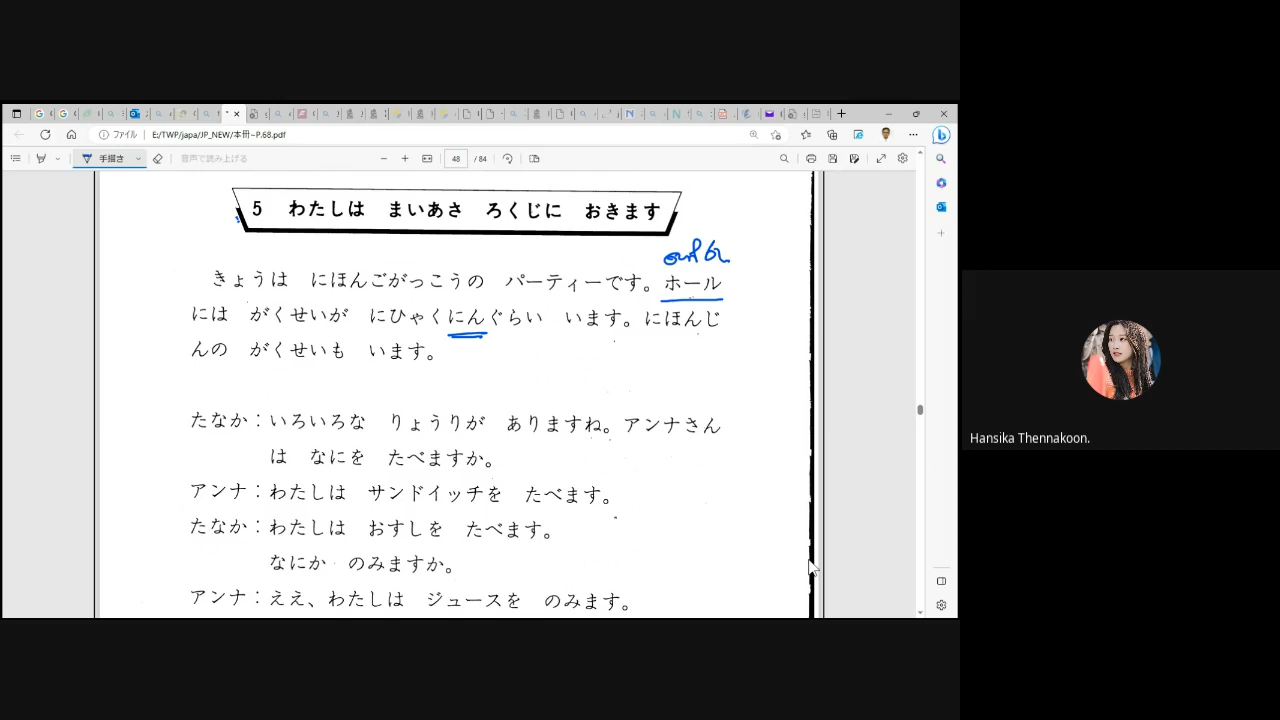 ファイル E:/TWP/japa/JP_NEW/本冊~P.68.pdf
手描き 音声で読み上げる 48 / 84
5 わたしは まいあさ ろくじに おきます
きょうは にほんごがっこうの パーティーです。ホール
には がくせいが にひゃくにんぐらい います。にほんじ
んの がくせいも います。
たなか：いろいろな りょうりが ありますね。アンナさん
は なにを たべますか。
アンナ：わたしは サンドイッチを たべます。
たなか：わたしは おすしを たべます。
なにか のみますか。
アンナ：ええ、わたしは ジュースを のみます。
Hansika Thennakoon.